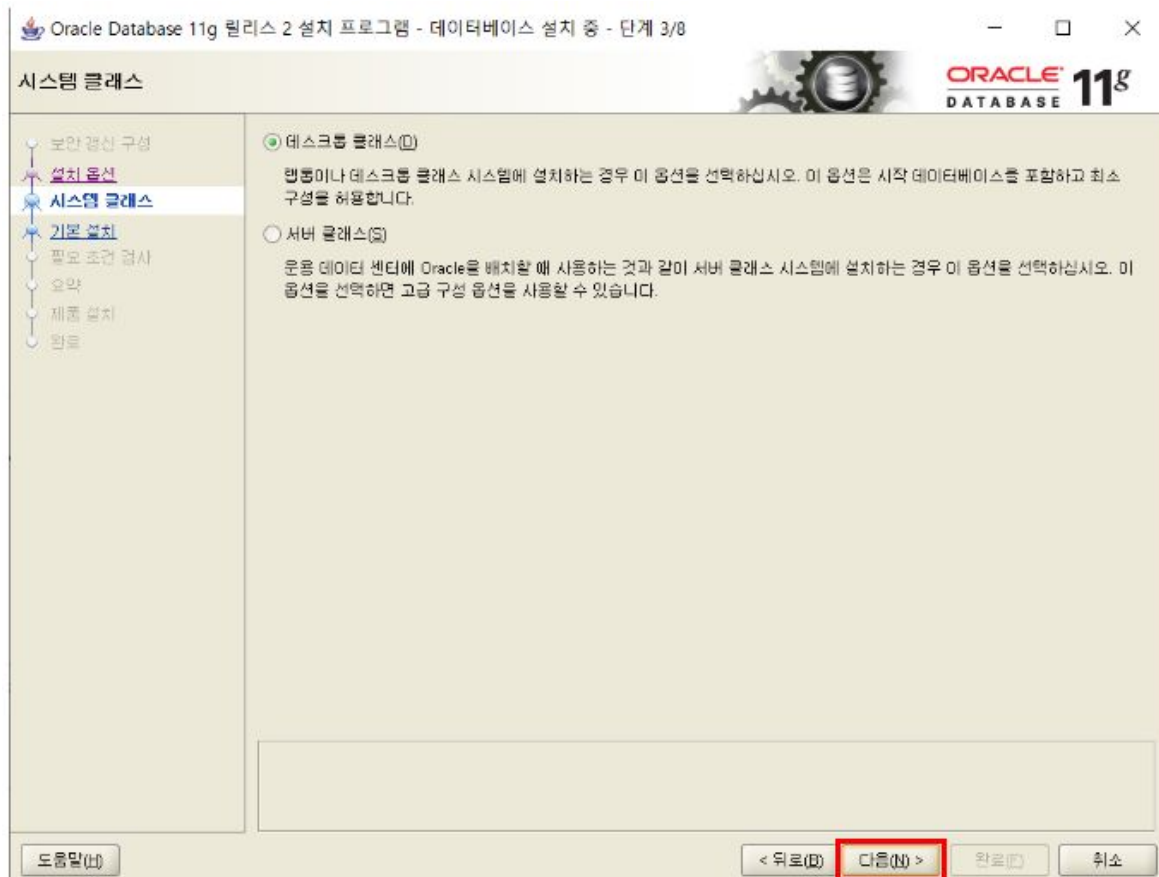 Oracle Database 11g 릴리스 2 설치 프로그램 - 데이터베이스 설치 중 - 단계 3/8
시스템 클래스
ORACLE 11g
DATABASE
보안 갱신 구성
설치 옵션
시스템 클래스
기본 설치
필요 조건 검사
요약
제품 설치
완료
데스크톱 클래스(D)
랩톱이나 데스크톱 클래스 시스템에 설치하는 경우 이 옵션을 선택하십시오. 이 옵션은 시작 데이터베이스를 포함하고 최소
구성을 허용합니다.
서버 클래스(S)
운용 데이터 센터에 Oracle을 배치할 때 사용하는 것과 같이 서버 클래스 시스템에 설치하는 경우 이 옵션을 선택하십시오. 이
옵션을 선택하면 고급 구성 옵션을 사용할 수 있습니다.
도움말(H)
< 뒤로(B)
다음(N) >
완료(F)
취소